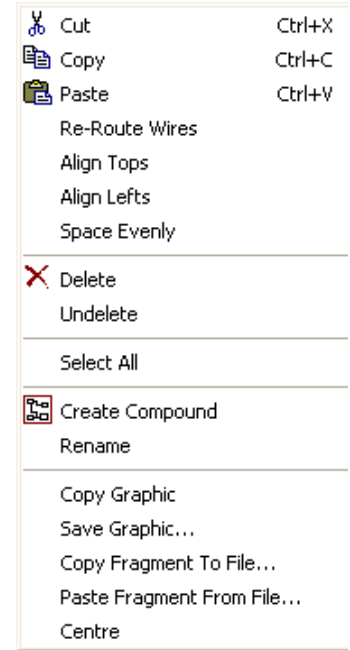 Cut Ctrl+X
Copy Ctrl+C
Paste Ctrl+V
Re-Route Wires
Align Tops
Align Lefts
Space Evenly
Delete
Undelete
Select All
Create Compound
Rename
Copy Graphic
Save Graphic...
Copy Fragment To File...
Paste Fragment From File...
Centre